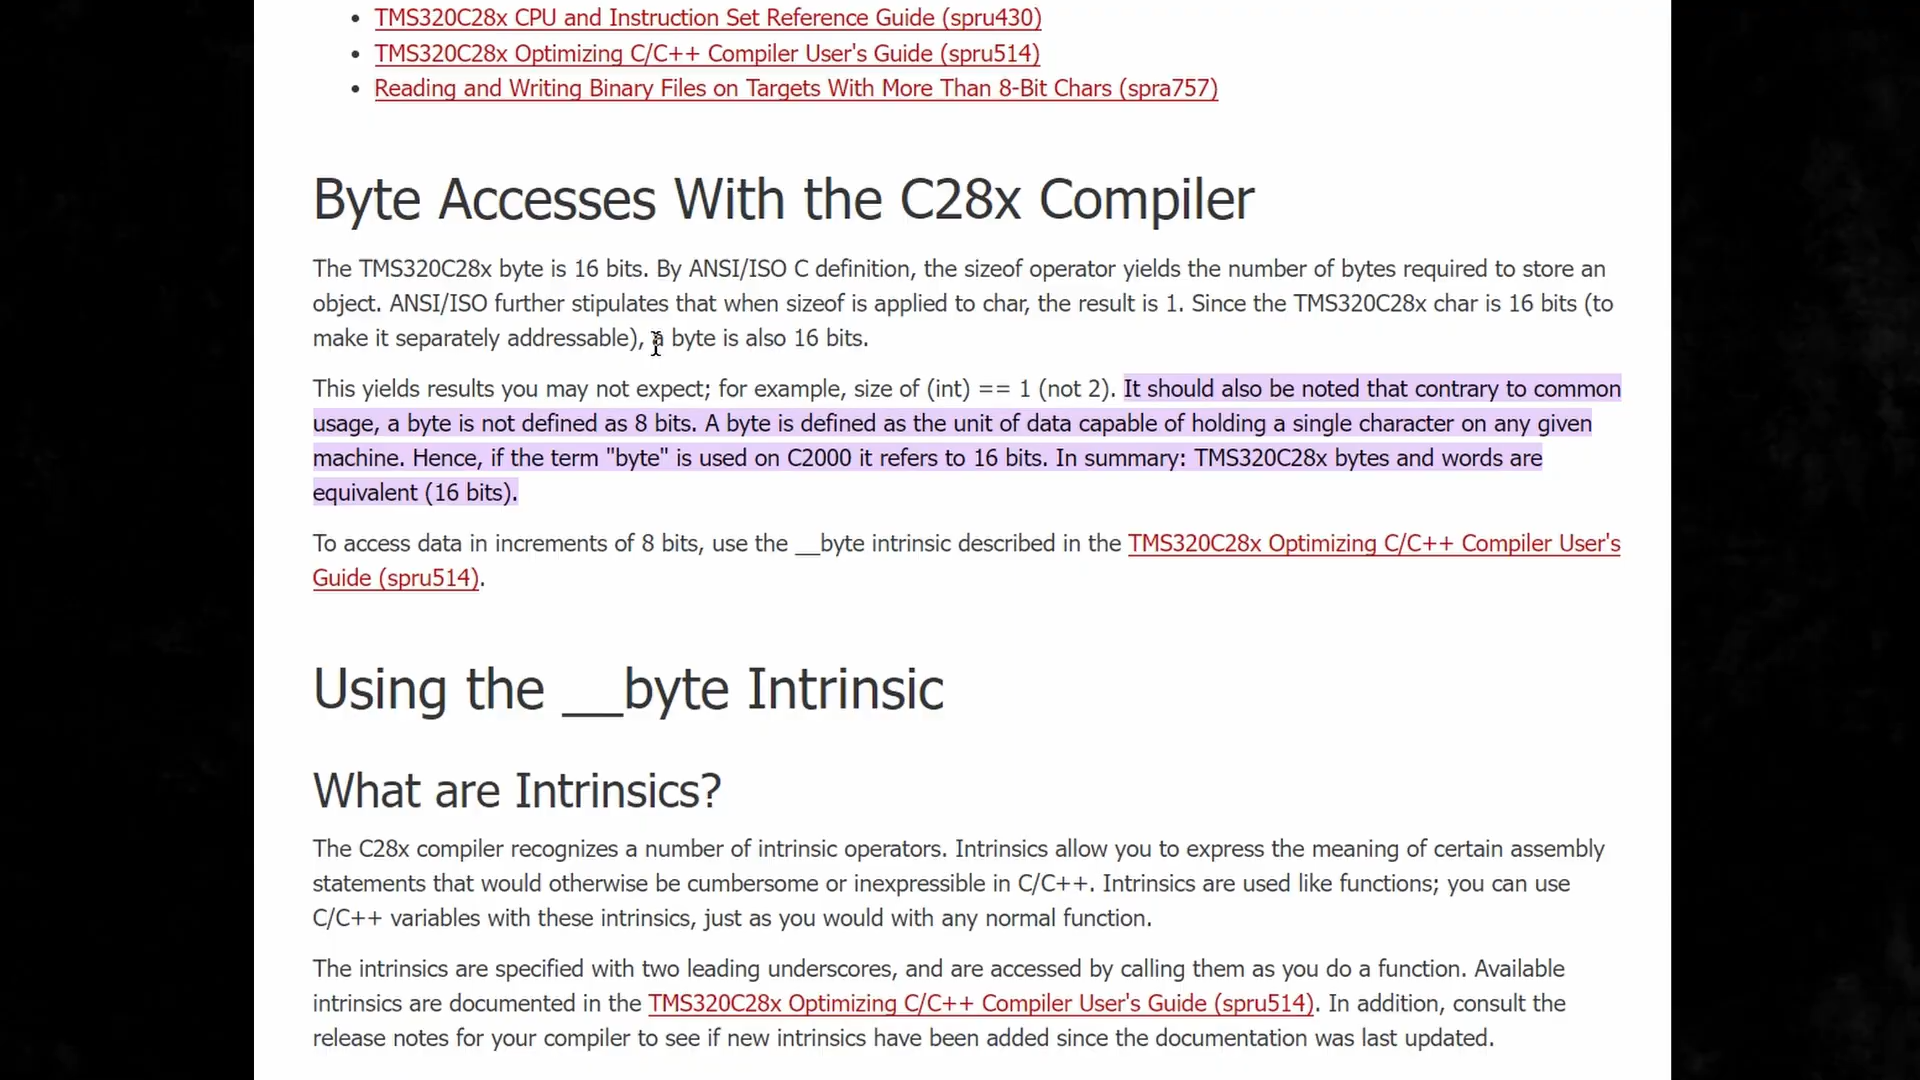 TMS320C28x CPU and Instruction Set Reference Guide (spru430)
TMS320C28x Optimizing C/C++ Compiler User's Guide (spru514)
Reading and Writing Binary Files on Targets With More Than 8-Bit Chars (spra757)
Byte Accesses With the C28x Compiler
The TMS320C28x byte is 16 bits. By ANSI/ISO C definition, the sizeof operator yields the number of bytes required to store an
object. ANSI/ISO further stipulates that when sizeof is applied to char, the result is 1. Since the TMS320C28x char is 16 bits (to
make it separately addressable), a byte is also 16 bits.
This yields results you may not expect; for example, size of (int) == 1 (not 2). It should also be noted that contrary to common
usage, a byte is not defined as 8 bits. A byte is defined as the unit of data capable of holding a single character on any given
machine. Hence, if the term "byte" is used on C2000 it refers to 16 bits. In summary: TMS320C28x bytes and words are
equivalent (16 bits).
To access data in increments of 8 bits, use the __byte intrinsic described in the TMS320C28x Optimizing C/C++ Compiler User's
Guide (spru514).
Using the __byte Intrinsic
What are Intrinsics?
The C28x compiler recognizes a number of intrinsic operators. Intrinsics allow you to express the meaning of certain assembly
statements that would otherwise be cumbersome or inexpressible in C/C++. Intrinsics are used like functions; you can use
C/C++ variables with these intrinsics, just as you would with any normal function.
The intrinsics are specified with two leading underscores, and are accessed by calling them as you do a function. Available
intrinsics are documented in the TMS320C28x Optimizing C/C++ Compiler User's Guide (spru514). In addition, consult the
release notes for your compiler to see if new intrinsics have been added since the documentation was last updated.